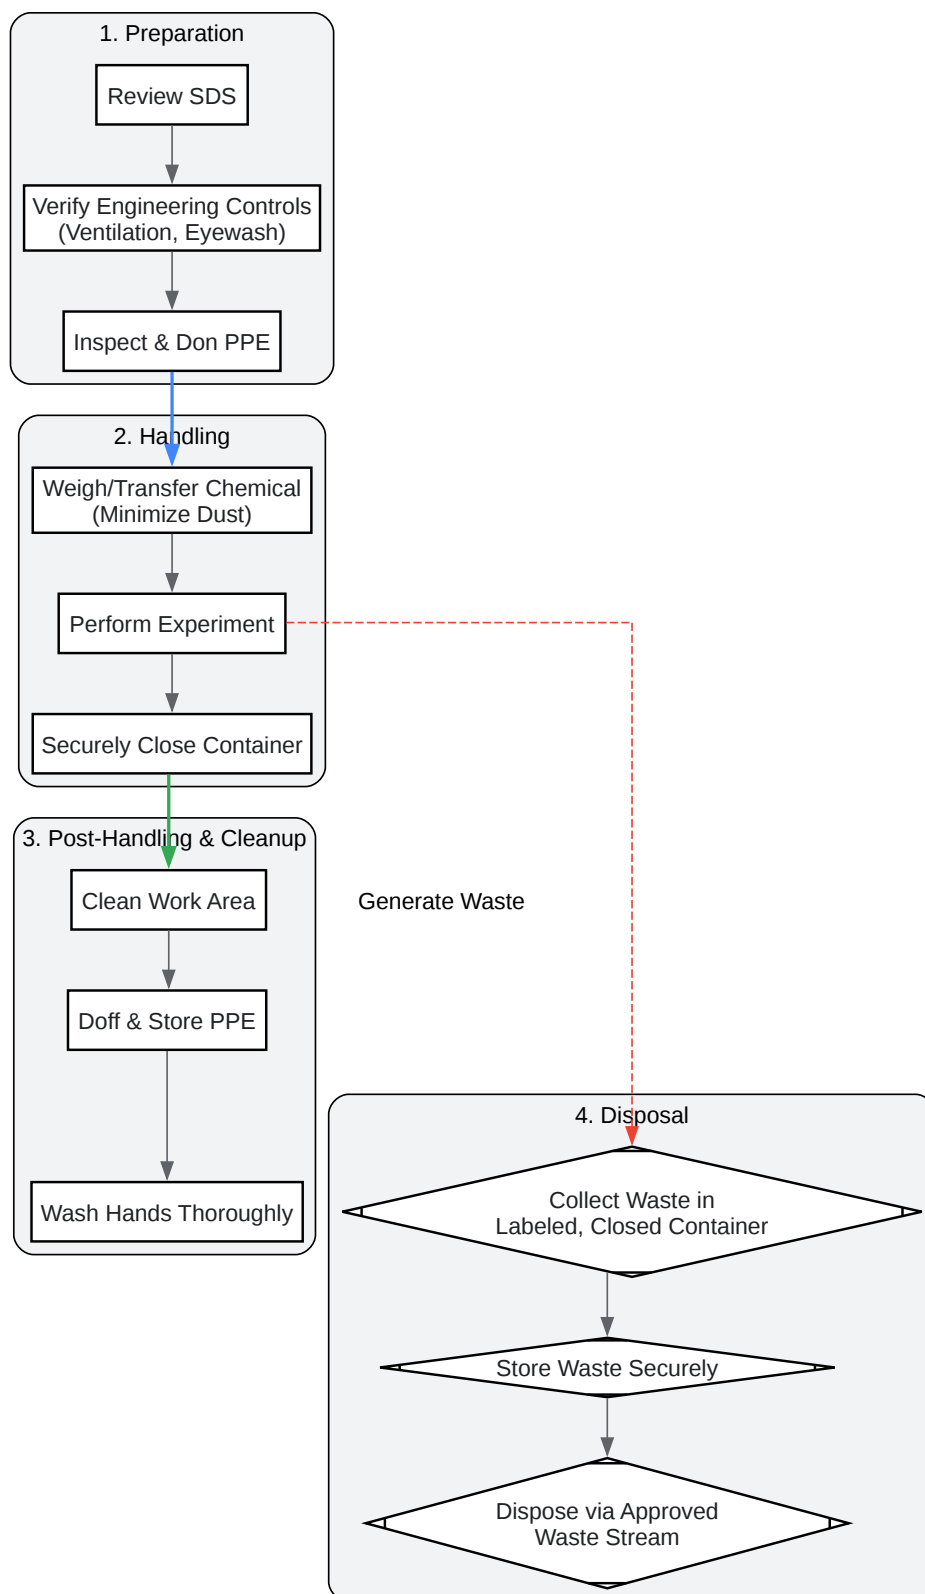 1. Preparation
Review SDS
Verify Engineering Controls
(Ventilation, Eyewash)
Inspect & Don PPE
2. Handling
Weigh/Transfer Chemical
(Minimize Dust)
Perform Experiment
Securely Close Container
3. Post-Handling & Cleanup
Clean Work Area
Doff & Store PPE
Wash Hands Thoroughly
Generate Waste
4. Disposal
Collect Waste in
Labeled, Closed Container
Store Waste Securely
Dispose via Approved
Waste Stream